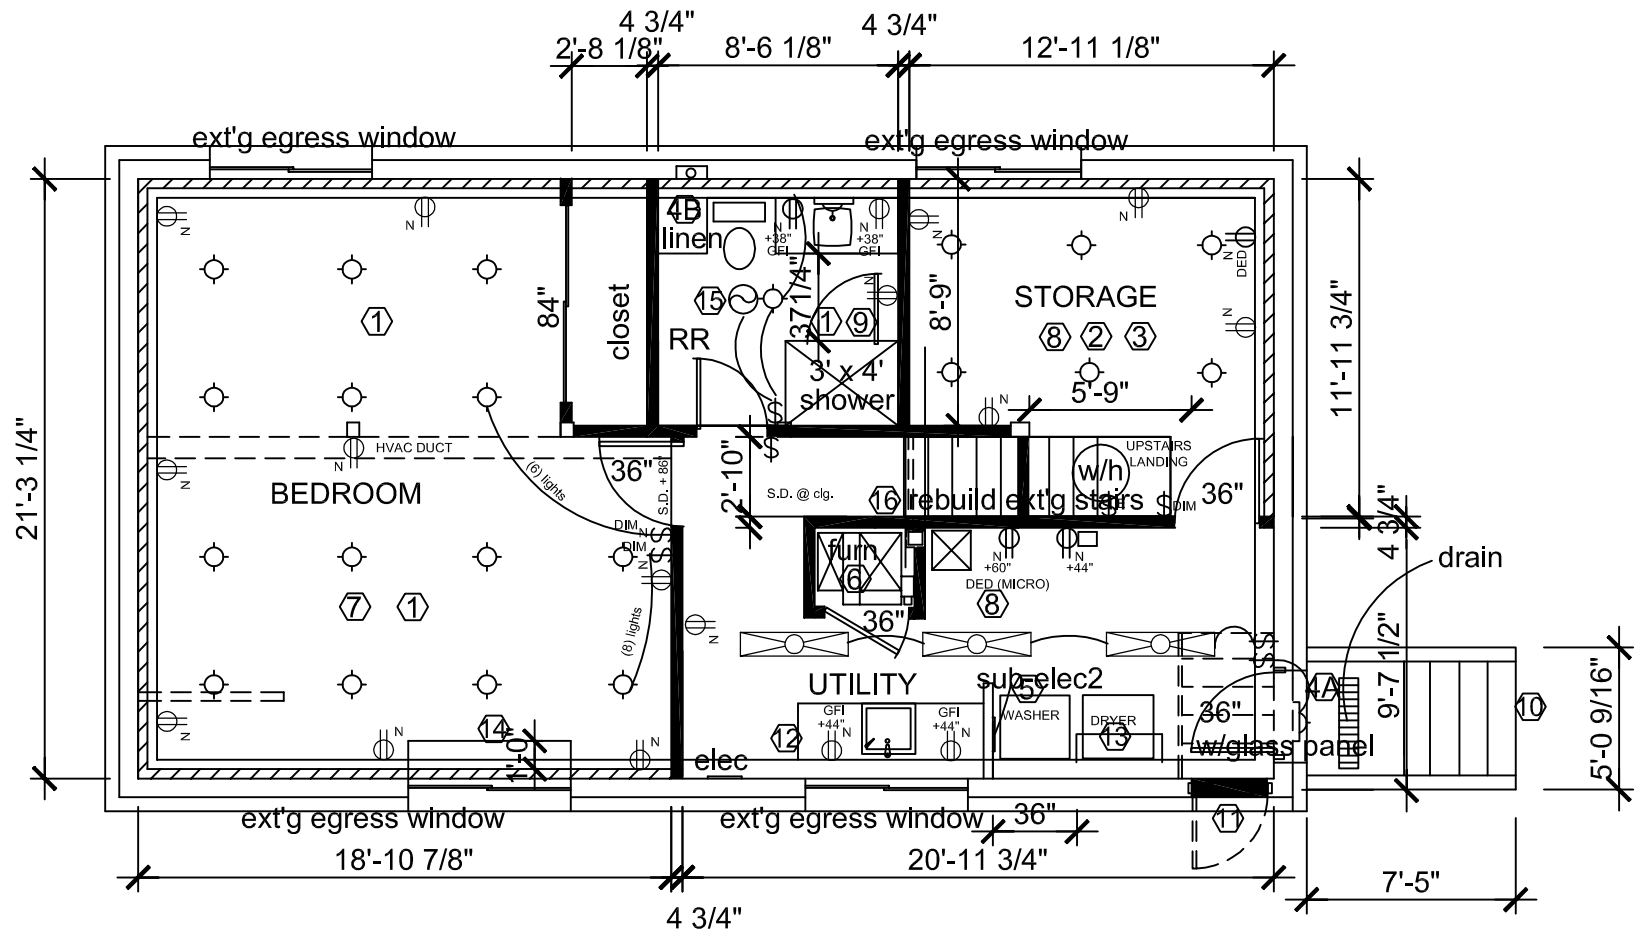 4 3/4"
4 3/4"
2'-8 1/8"
8'-6 1/8"
12'-11 1/8"
ext'g egress window
ext'g egress window
N
N
4B
linen
N
+38"
GFI
N
+38"
GFI
N
N
DED
N
N
1
84"
closet
15
RR
37 1/4"
1
9
N
8'-9"
STORAGE
8
2
3
3' x 4'
shower
5'-9"
N
11'-11 3/4"
21'-3 1/4"
$
$
HVAC DUCT
N
N
BEDROOM
(6) lights
36"
S.D. + 86"
2'-10"
S.D. @ clg.
16
rebuild ext'g stairs
w/h
UPSTAIRS
LANDING
$
$
DIM
36"
4 3/4"
DIM
N
$
DIM
$
N
furn
6
36"
N
+60"
N
+44"
DED (MICRO)
8
drain
7
1
(8) lights
N
9'-7 1/2"
$
$
UTILITY
sub-elec2
5
4A
10
5'-0 9/16"
N
N
14
1'-0"
N
12
GFI
+44"
N
GFI
+44"
N
WASHER
DRYER
13
36"
w/glass panel
elec
ext'g egress window
ext'g egress window
36"
11
18'-10 7/8"
20'-11 3/4"
7'-5"
4 3/4"